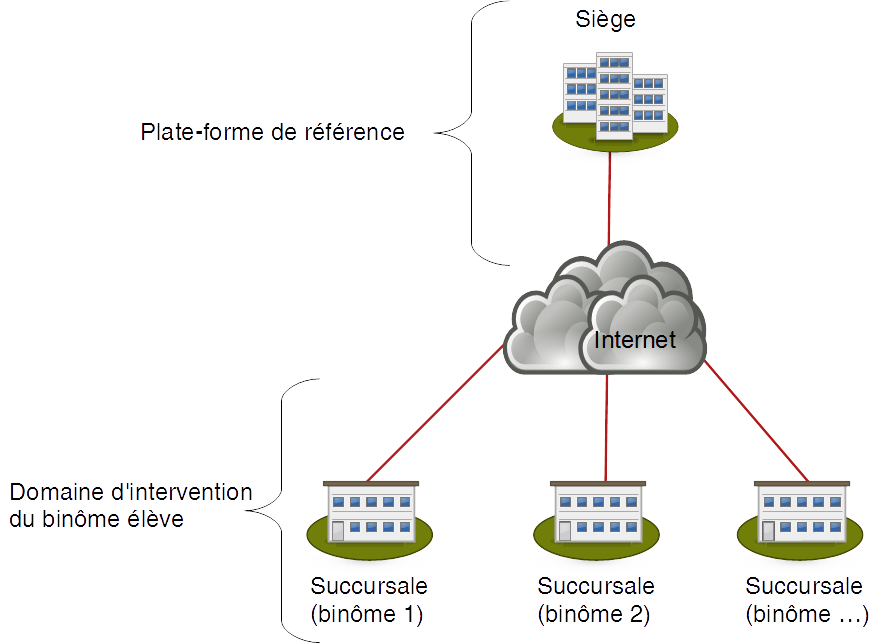 Siège
Plate-forme de référence
Internet
Domaine d'intervention
du binôme élève
Succursale
(binôme 1)
Succursale
(binôme 2)
Succursale
(binôme ...)